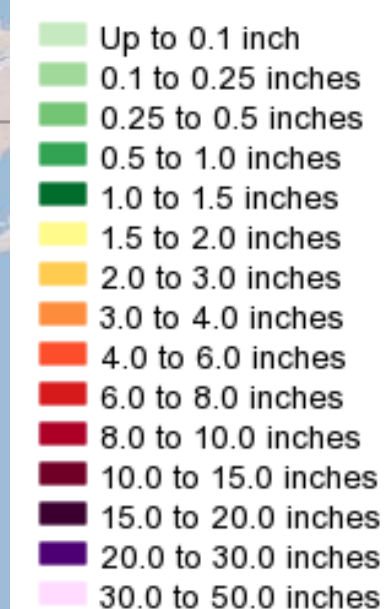 Up to 0.1 inch
0.1 to 0.25 inches
0.25 to 0.5 inches
0.5 to 1.0 inches
1.0 to 1.5 inches
1.5 to 2.0 inches
2.0 to 3.0 inches
3.0 to 4.0 inches
4.0 to 6.0 inches
6.0 to 8.0 inches
8.0 to 10.0 inches
10.0 to 15.0 inches
15.0 to 20.0 inches
20.0 to 30.0 inches
30.0 to 50.0 inches